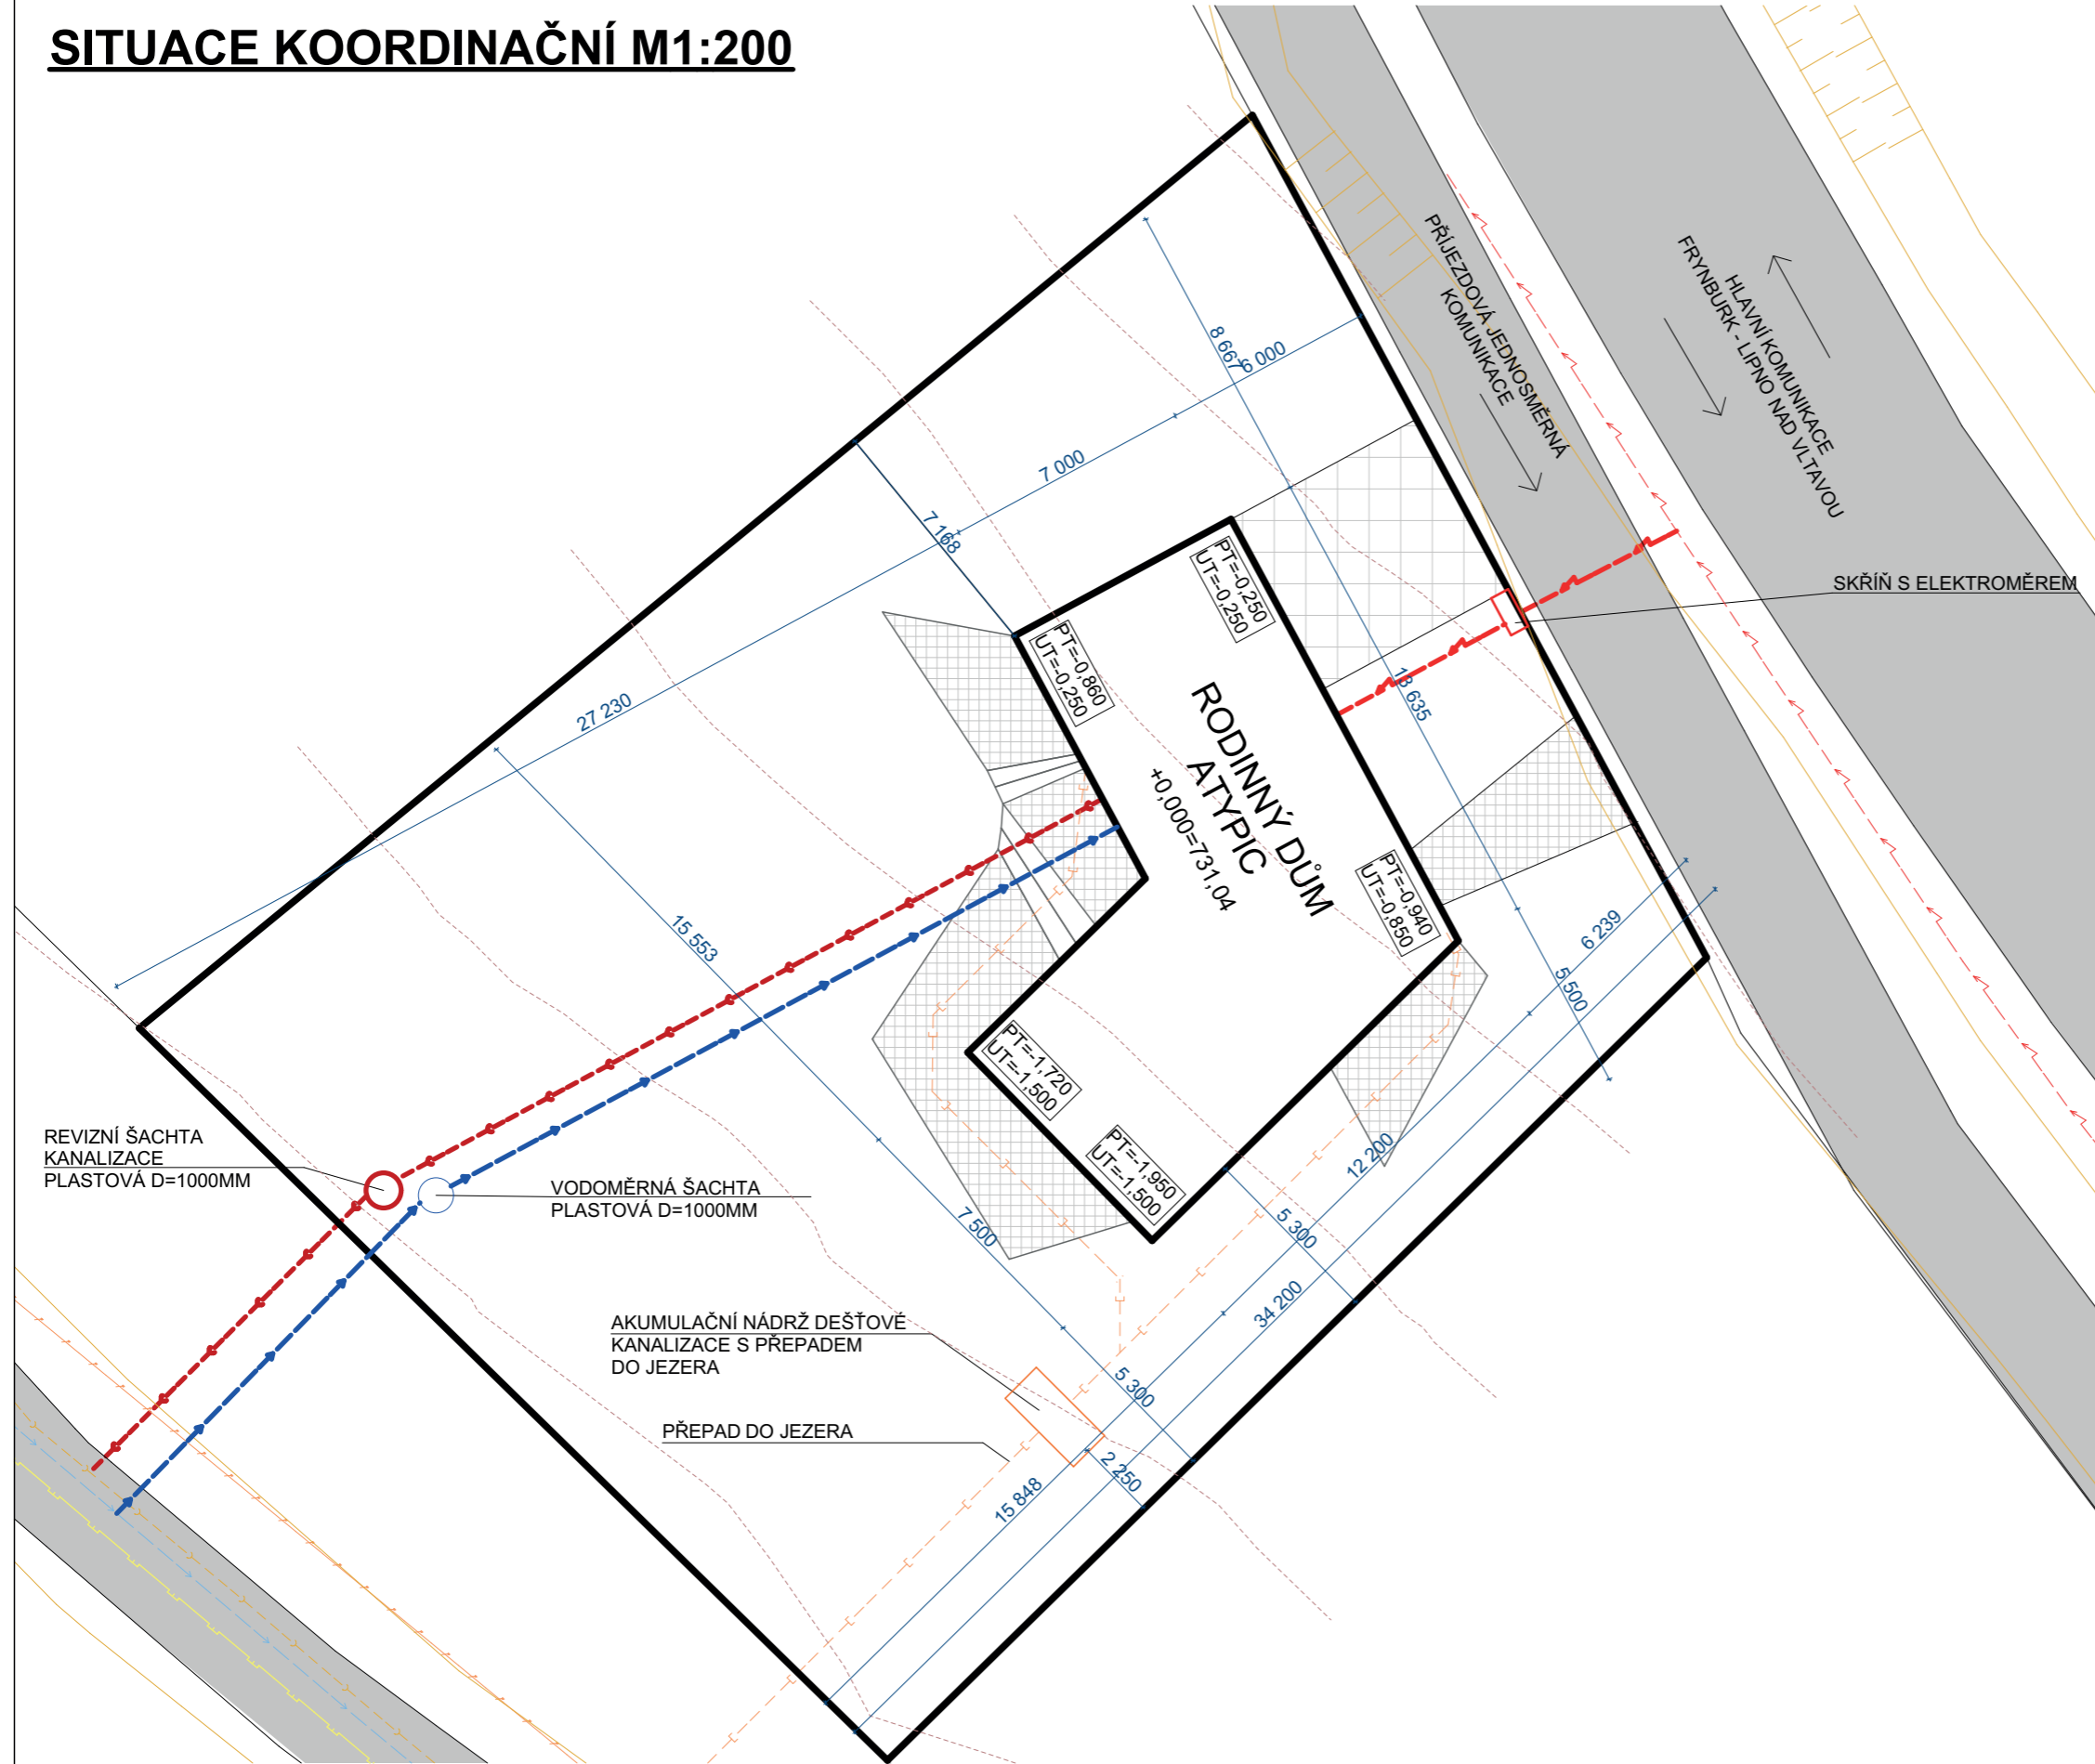 SITUACE KOORDINAČNÍ M1:200
PŘÍJEZDOVÁ JEDNOSMĚRNÁ
KOMUNIKACE
HLAVNÍ KOMUNIKACE
FRYNBURK - LIPNO NAD VLTAVOU
8 667
6 000
7 000
7 168
27 230
SKŘÍŇ S ELEKTROMĚREM
PT=-0,250
UT=-0,250
PT=-0,860
UT=-0,250
13 635
RODINNÝ DŮM
ATYPIC
+0,000=731,04
PT=-0,940
UT=-0,850
15 553
6 239
5 500
PT=-1,720
UT=-1,500
PT=-1,950
UT=-1,500
REVIZNÍ ŠACHTA
KANALIZACE
PLASTOVÁ D=1000MM
VODOMĚRNÁ ŠACHTA
PLASTOVÁ D=1000MM
12 200
7 500
5 300
34 200
AKUMULAČNÍ NÁDRŽ DEŠŤOVÉ
KANALIZACE S PŘEPADEM
DO JEZERA
5 300
PŘEPAD DO JEZERA
2 250
15 848